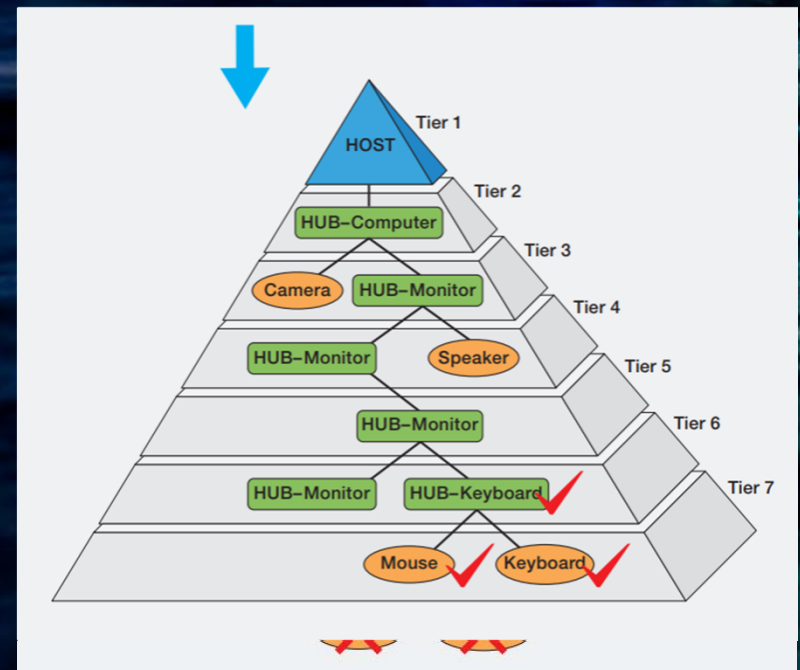 Tier 1
HOST
Tier 2
HUB–Computer
Tier 3
Camera
HUB–Monitor
Tier 4
HUB–Monitor
Speaker
Tier 5
HUB–Monitor
Tier 6
HUB–Monitor
HUB–Keyboard
Tier 7
Mouse
Keyboard